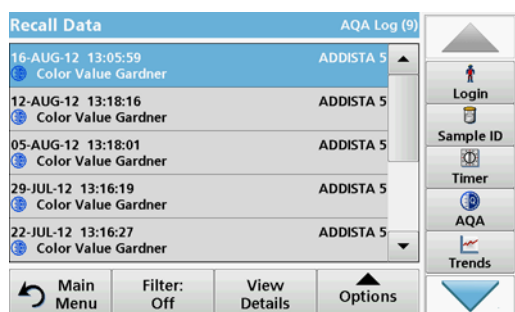 Recall Data AQA Log (9)
16-AUG-12 13:05:59 ADDISTA 5
Color Value Gardner
12-AUG-12 13:18:16 ADDISTA 5
Color Value Gardner
05-AUG-12 13:18:01 ADDISTA 5
Color Value Gardner
29-JUL-12 13:16:19 ADDISTA 5
Color Value Gardner
22-JUL-12 13:16:27 ADDISTA 5
Color Value Gardner
Main
Menu
Filter:
Off
View
Details
Options
Login
Sample ID
Timer
AQA
Trends